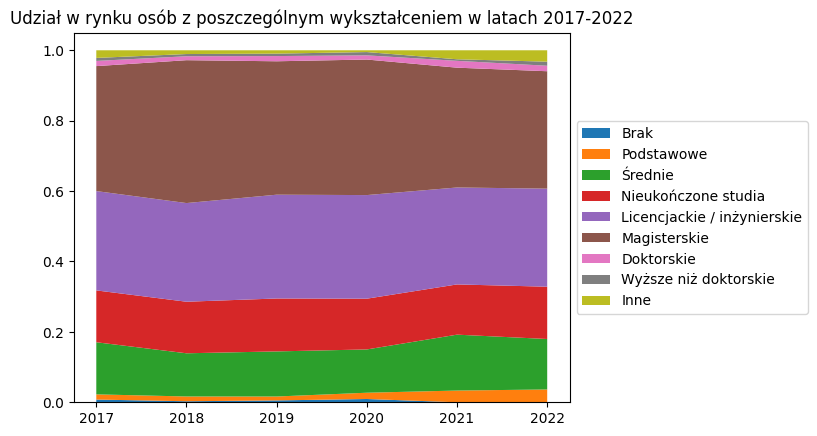 Udział w rynku osób z poszczególnym wykształceniem w latach 2017-2022
1.0
0.8
0.6
0.4
0.2
0.0
2017 2018 2019 2020 2021 2022
Brak
Podstawowe
Średnie
Nieukończone studia
Licencjackie / inżynierskie
Magisterskie
Doktorskie
Wyższe niż doktorskie
Inne